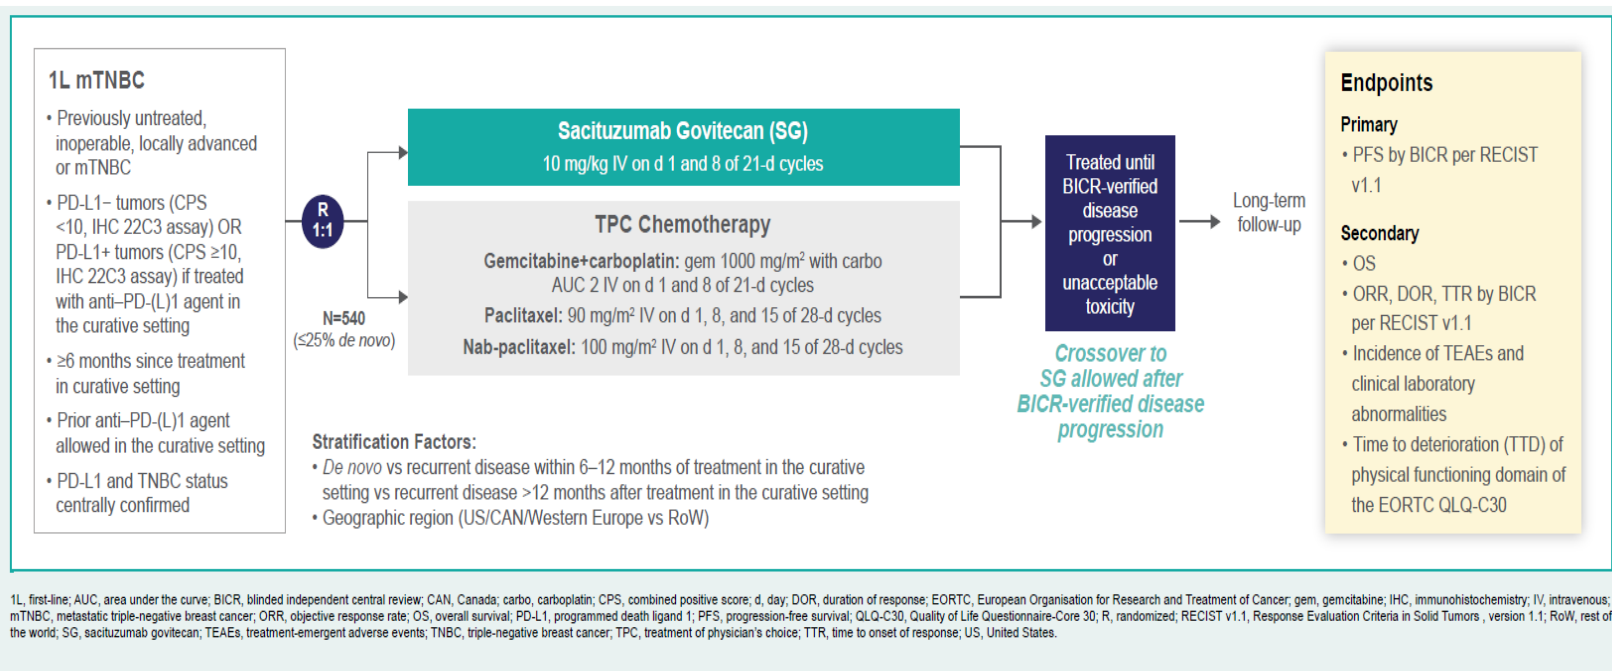 1L mTNBC
• Previously untreated,
inoperable, locally advanced
or mTNBC
• PD-L1− tumors (CPS
<10, IHC 22C3 assay) OR
PD-L1+ tumors (CPS ≥10,
IHC 22C3 assay) if treated
with anti–PD-(L)1 agent in
the curative setting
• ≥6 months since treatment
in curative setting
• Prior anti–PD-(L)1 agent
allowed in the curative setting
• PD-L1 and TNBC status
centrally confirmed
R
1:1
N=540
(≤25% de novo)
Sacituzumab Govitecan (SG)
10 mg/kg IV on d 1 and 8 of 21-d cycles
TPC Chemotherapy
Gemcitabine+carboplatin: gem 1000 mg/m² with carbo
AUC 2 IV on d 1 and 8 of 21-d cycles
Paclitaxel: 90 mg/m² IV on d 1, 8, and 15 of 28-d cycles
Nab-paclitaxel: 100 mg/m² IV on d 1, 8, and 15 of 28-d cycles
Stratification Factors:
• De novo vs recurrent disease within 6–12 months of treatment in the curative
setting vs recurrent disease >12 months after treatment in the curative setting
• Geographic region (US/CAN/Western Europe vs RoW)
Treated until
BICR-verified
disease
progression
or
unacceptable
toxicity
Crossover to
SG allowed after
BICR-verified disease
progression
Long-term
follow-up
Endpoints
Primary
• PFS by BICR per RECIST
v1.1
Secondary
• OS
• ORR, DOR, TTR by BICR
per RECIST v1.1
• Incidence of TEAEs and
clinical laboratory
abnormalities
• Time to deterioration (TTD) of
physical functioning domain of
the EORTC QLQ-C30
1L, first-line; AUC, area under the curve; BICR, blinded independent central review; CAN, Canada; carbo, carboplatin; CPS, combined positive score; d, day; DOR, duration of response; EORTC, European Organisation for Research and Treatment of Cancer; gem, gemcitabine; IHC, immunohistochemistry; IV, intravenous;
mTNBC, metastatic triple-negative breast cancer; ORR, objective response rate; OS, overall survival; PD-L1, programmed death ligand 1; PFS, progression-free survival; QLQ-C30, Quality of Life Questionnaire-Core 30; R, randomized; RECIST v1.1, Response Evaluation Criteria in Solid Tumors , version 1.1; RoW, rest of
the world; SG, sacituzumab govitecan; TEAEs, treatment-emergent adverse events; TNBC, triple-negative breast cancer; TPC, treatment of physician's choice; TTR, time to onset of response; US, United States.